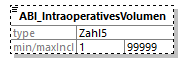 ABI_IntraoperativesVolumen
type Zahl5
min/maxIncl 1 99999